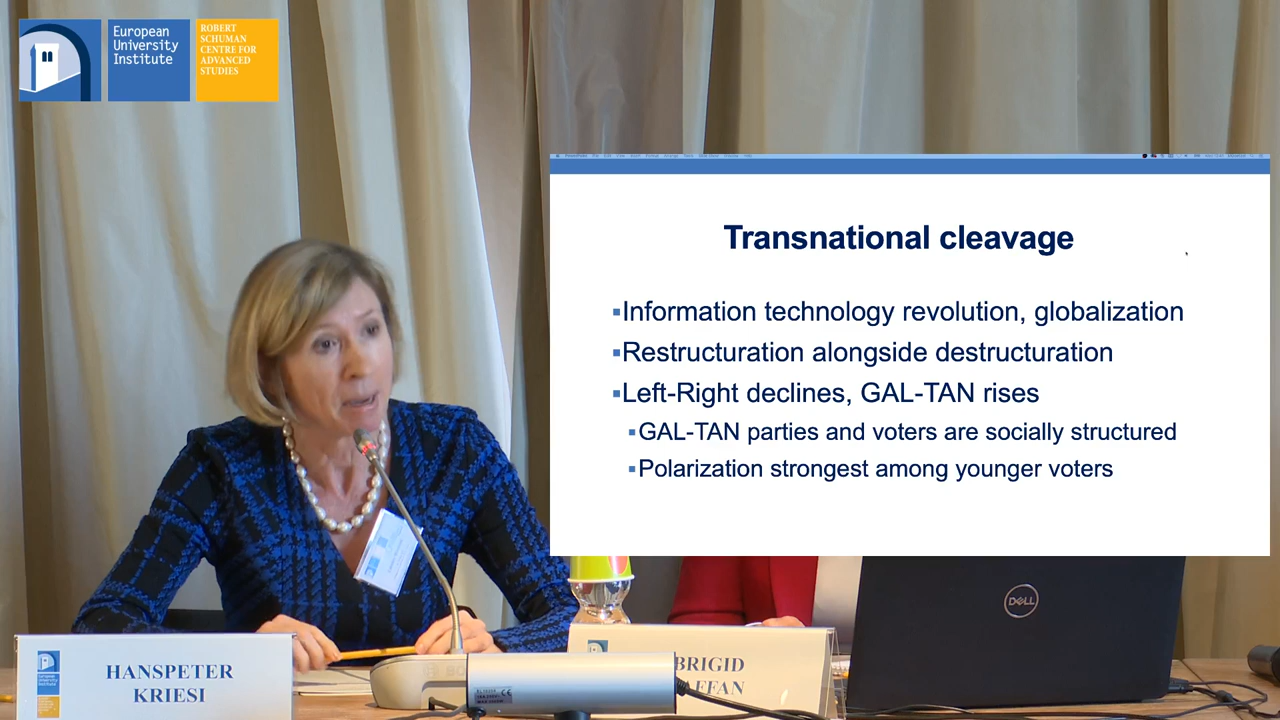 European
University
Institute
ROBERT
SCHUMAN
CENTRE FOR
ADVANCED
STUDIES
Transnational cleavage
▪Information technology revolution, globalization
▪Restructuration alongside destructuration
▪Left-Right declines, GAL-TAN rises
▪GAL-TAN parties and voters are socially structured
▪Polarization strongest among younger voters
DELL
HANSPETER
KRIESI
BRIGID
AFFAN